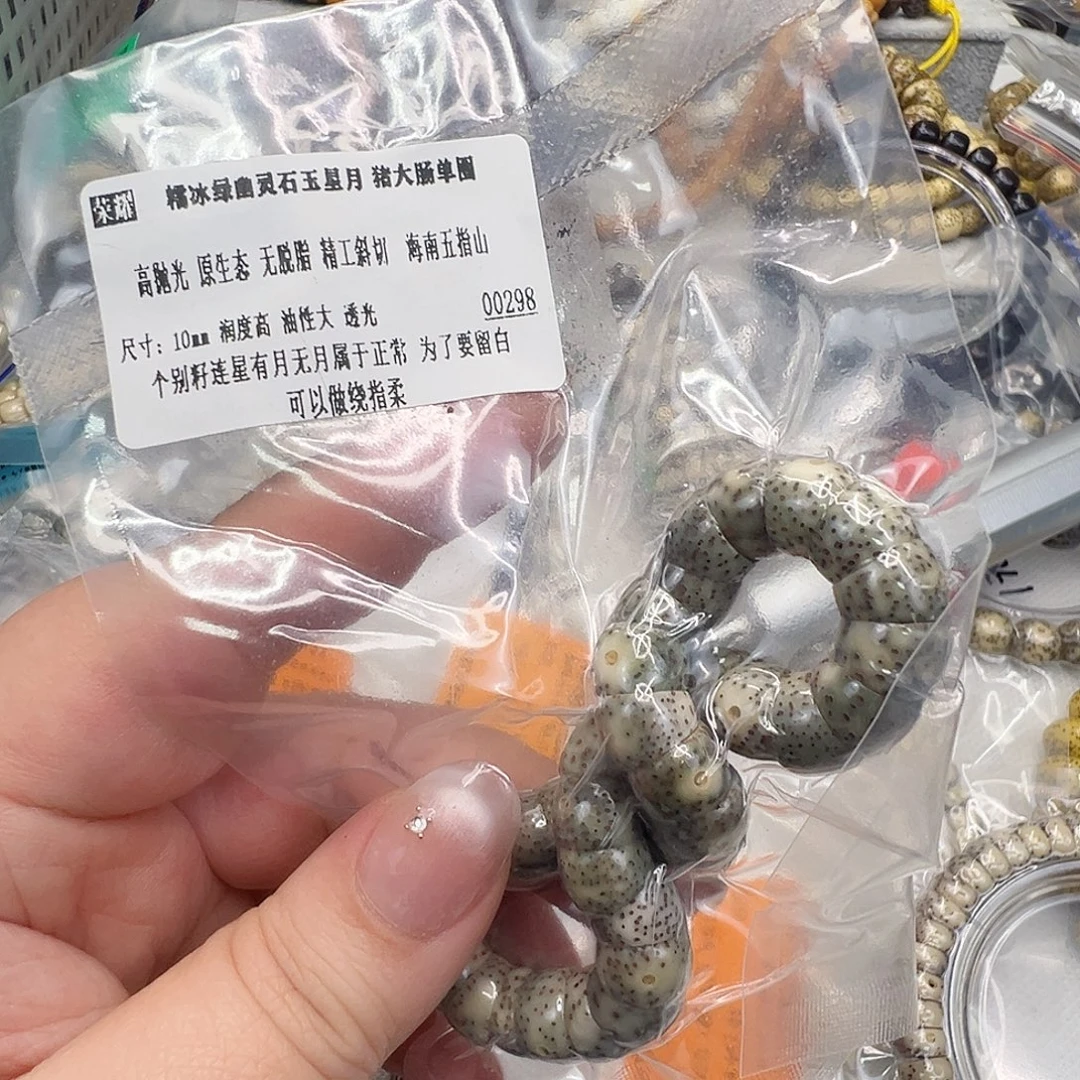 荣耀
糯冰绿幽灵石玉星月 猪大肠单圈
高抛光 原生态 无脱脂 精工斜切 海南五指山
00298
尺寸：10mm 润度高 油性大 透光
个别籽连星有月无月属于正常 为了要留白
可以做绕指柔